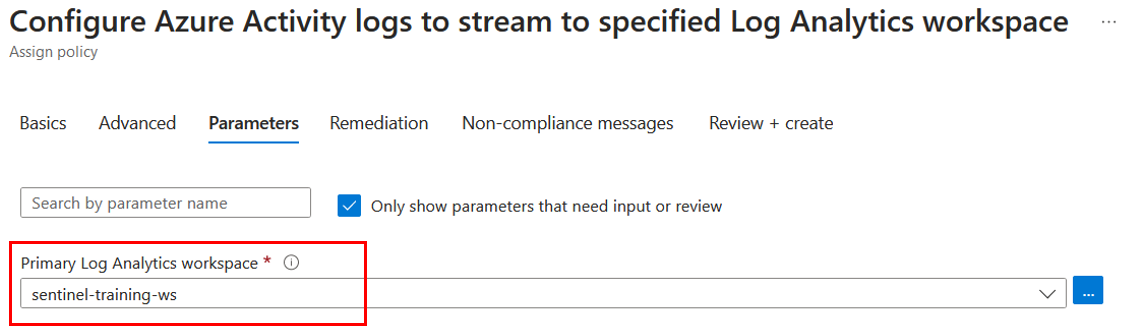 Configure Azure Activity logs to stream to specified Log Analytics workspace ...
Assign policy
Basics Advanced Parameters Remediation Non-compliance messages Review + create
Search by parameter name Only show parameters that need input or review
Primary Log Analytics workspace *
sentinel-training-ws ...